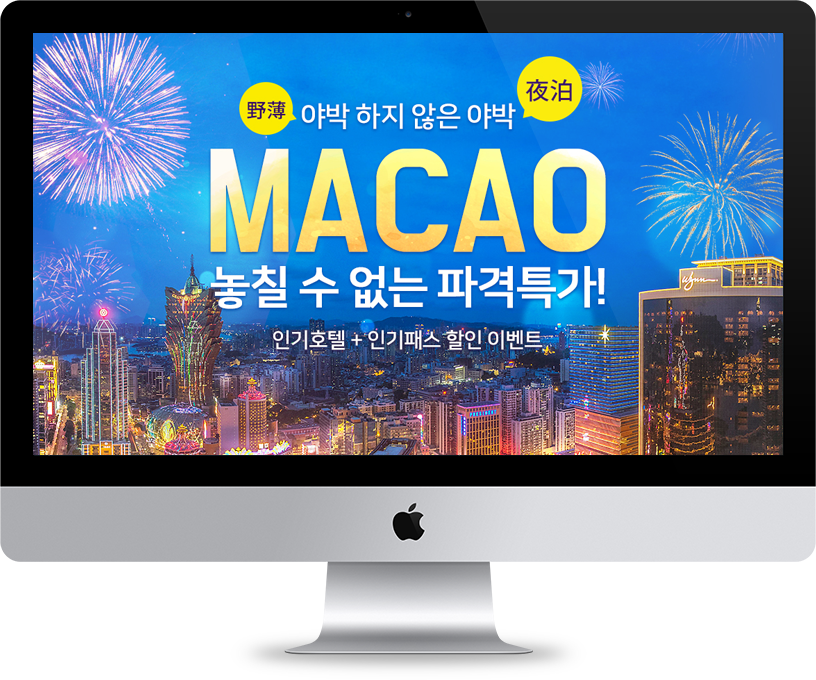 野薄 야박 하지 않은 야박 夜泊
MACAO
놓칠 수 없는 파격특가!
인기호텔 + 인기패스 할인 이벤트
wynn